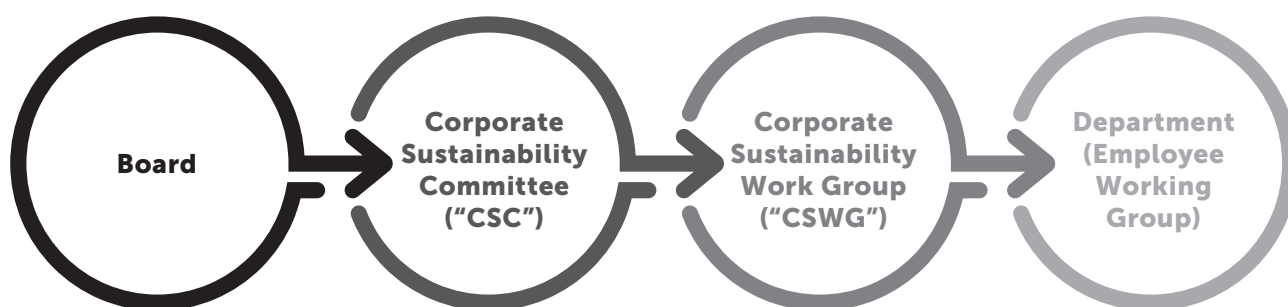 Board
Corporate
Sustainability
Committee
(“CSC”)
Corporate
Sustainability
Work Group
(“CSWG”)
Department
(Employee
Working
Group)